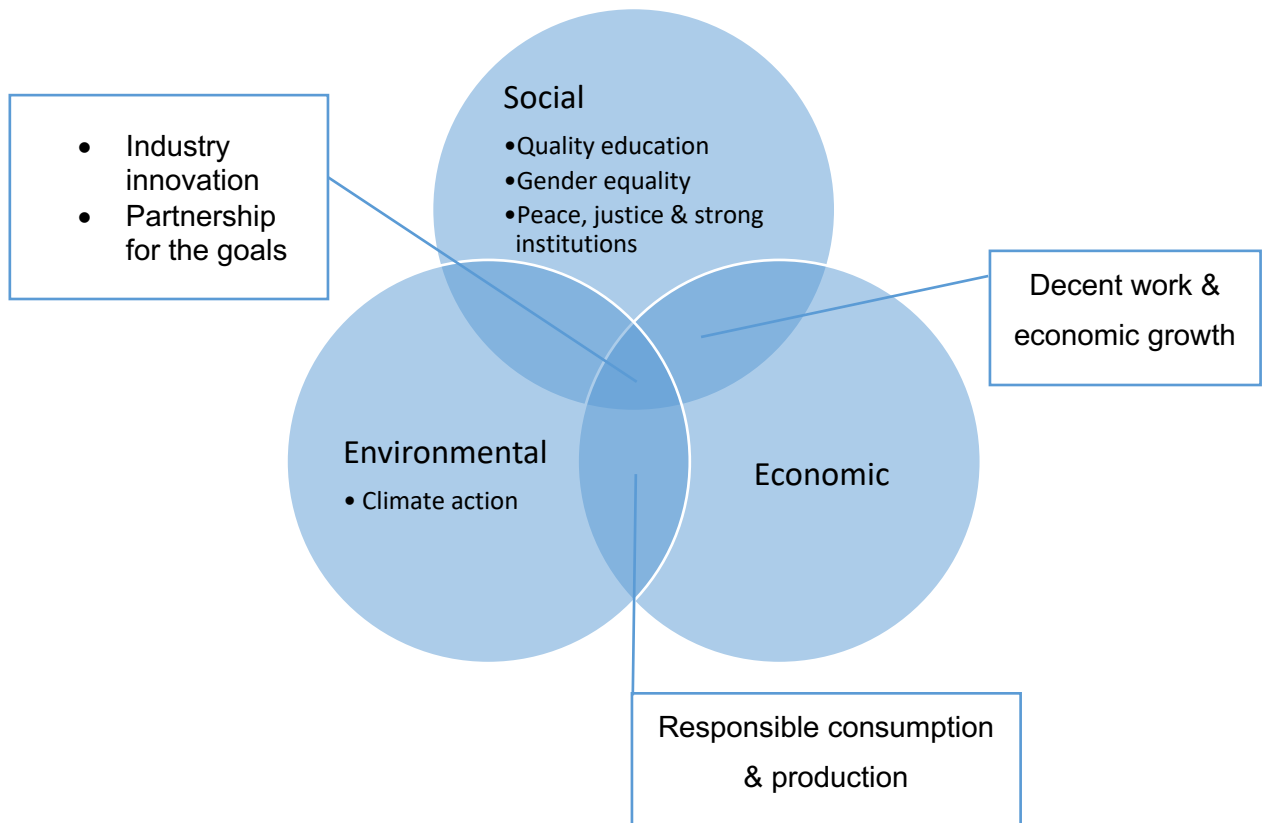 Social
•Quality education
•Gender equality
•Peace, justice & strong
institutions
• Industry
innovation
• Partnership
for the goals
Decent work &
economic growth
Environmental
• Climate action
Economic
Responsible consumption
& production